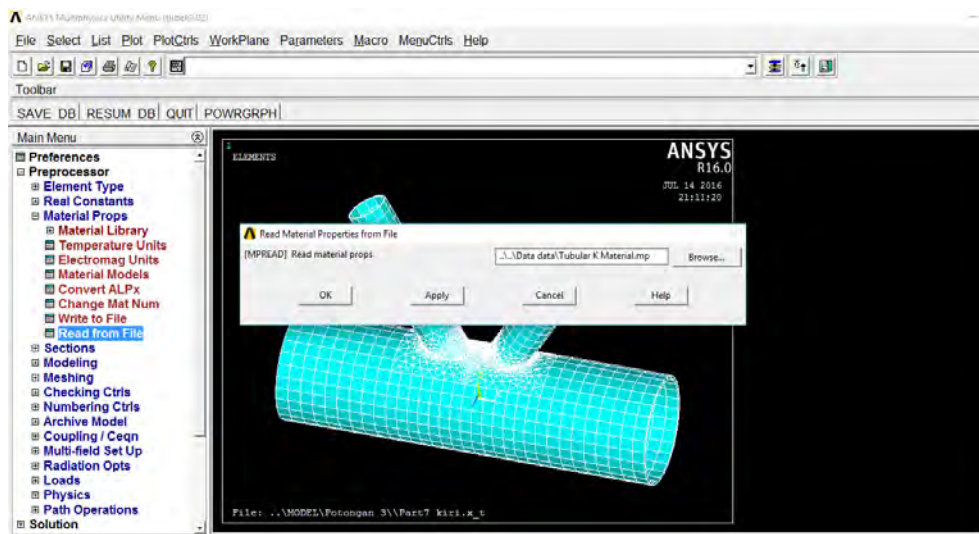 ANSYS Multiphysics Utility Menu
File Select List Plot PlotCtrls WorkPlane Parameters Macro MenuCtrls Help
Toolbar
SAVE_DB RESUM_DB QUIT POWRGRPH
Main Menu
Preferences
Preprocessor
Element Type
Real Constants
Material Props
Material Library
Temperature Units
Electromag Units
Material Models
Convert ALPx
Change Mat Num
Write to File
Read from File
Sections
Modeling
Meshing
Checking Ctrls
Numbering Ctrls
Archive Model
Coupling / Ceqn
Multi-field Set Up
Radiation Opts
Loads
Physics
Path Operations
Solution
1
ELEMENTS
ANSYS
R16.0
JUL 14 2016
21:11:20
Read Material Properties from File
[MPREAD] Read material props
..\..\Data data\Tubular K Material.mp
Browse...
OK Apply Cancel Help
File: ..\MODEL\Potongan 3\\Part7 kiri.x_t